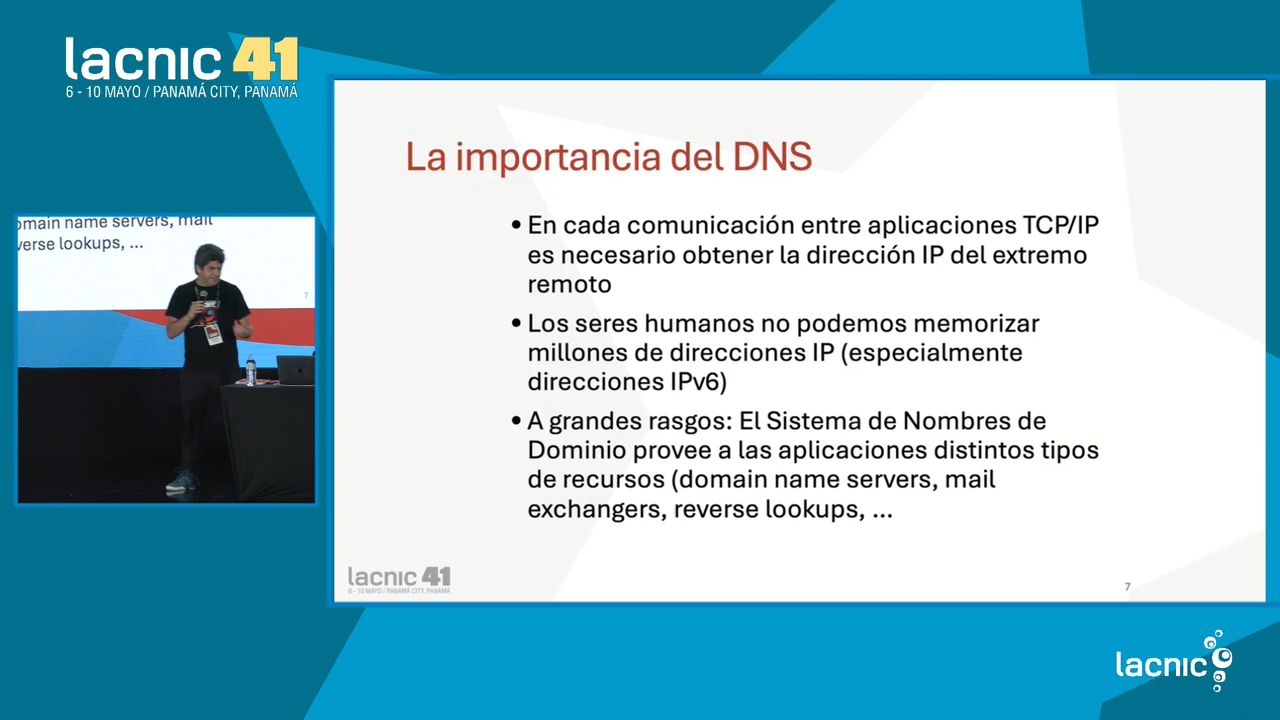 lacnic 41
6 - 10 MAYO / PANAMÁ CITY, PANAMÁ
omain name servers, mail
verse lookups, ...
7
La importancia del DNS
• En cada comunicación entre aplicaciones TCP/IP
es necesario obtener la dirección IP del extremo
remoto
• Los seres humanos no podemos memorizar
millones de direcciones IP (especialmente
direcciones IPv6)
• A grandes rasgos: El Sistema de Nombres de
Dominio provee a las aplicaciones distintos tipos
de recursos (domain name servers, mail
exchangers, reverse lookups, ...
lacnic 41
6 - 10 MAYO / PANAMÁ CITY, PANAMÁ
7
lacnic